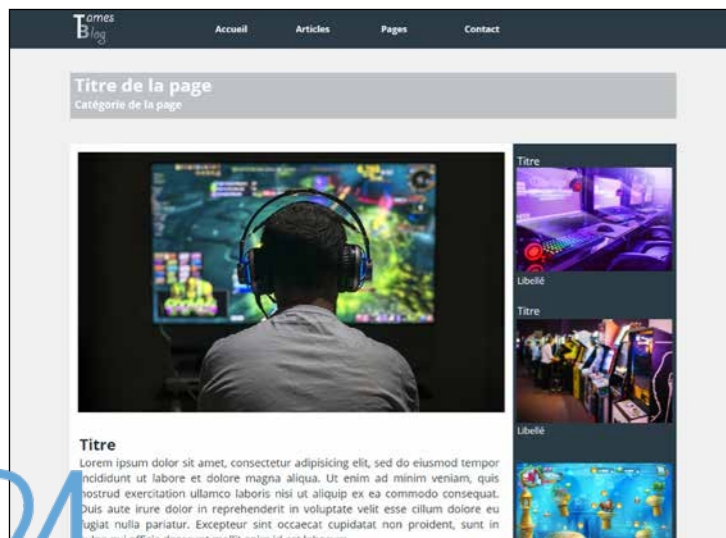 Tames
Blog
Accueil
Articles
Pages
Contact
Titre de la page
Catégorie de la page
Titre
Libellé
Titre
Libellé
Titre
Lorem ipsum dolor sit amet, consectetur adipisicing elit, sed do eiusmod tempor
incididunt ut labore et dolore magna aliqua. Ut enim ad minim veniam, quis
nostrud exercitation ullamco laboris nisi ut aliquip ex ea commodo consequat.
Duis aute irure dolor in reprehenderit in voluptate velit esse cillum dolore eu
fugiat nulla pariatur. Excepteur sint occaecat cupidatat non proident, sunt in